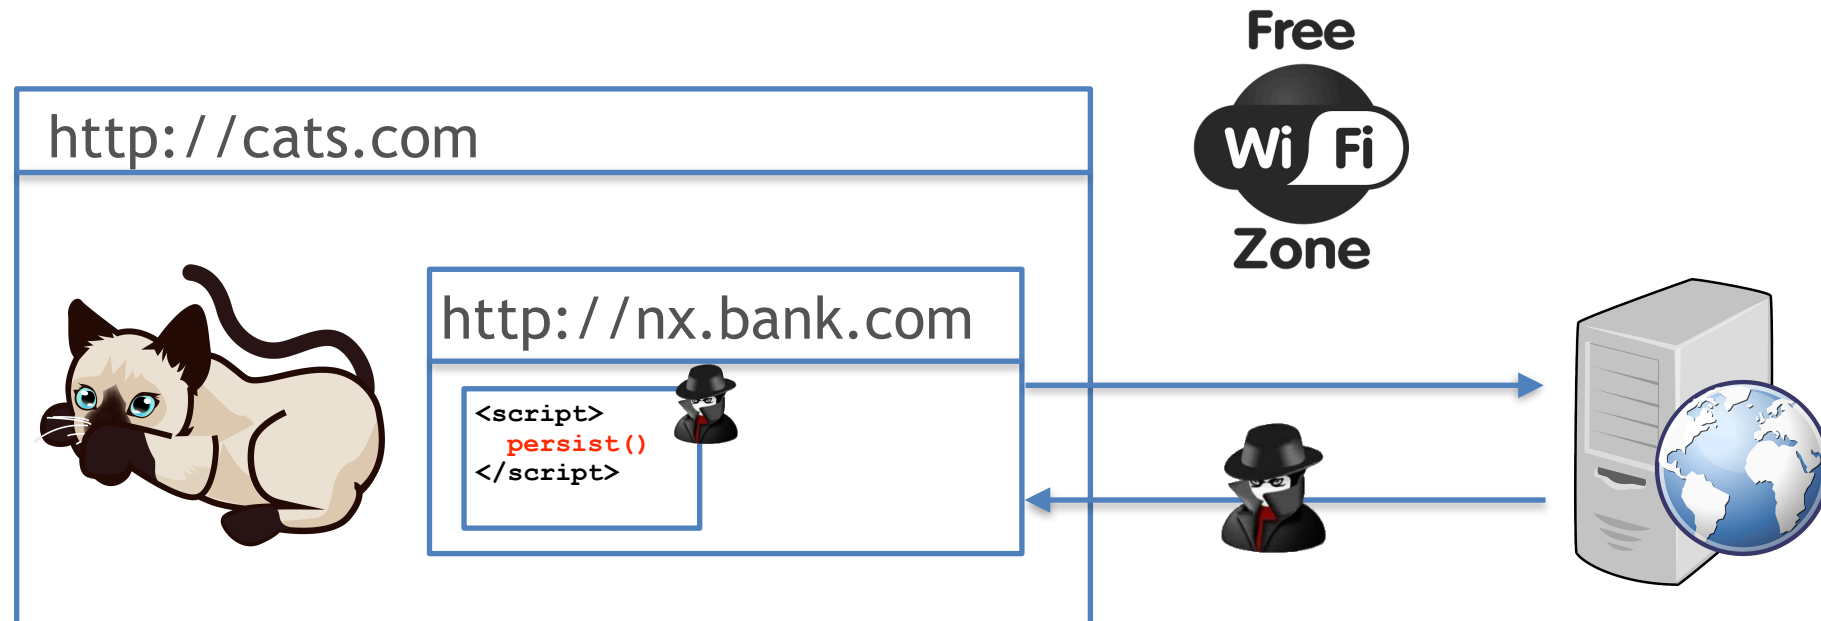 Free
Wi Fi
Zone
http://cats.com
http://nx.bank.com
<script>
persist()
</script>